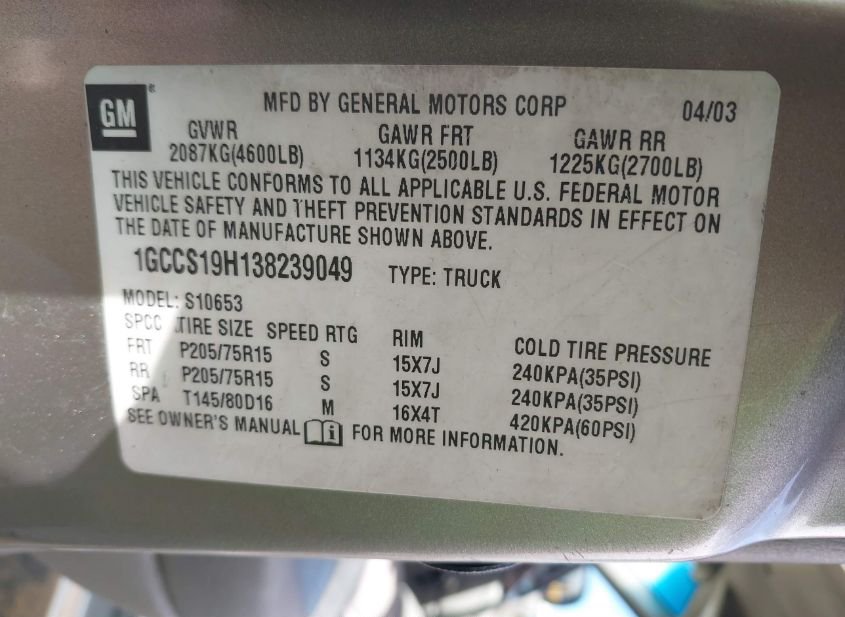 GM ®
MFD BY GENERAL MOTORS CORP 04/03
GVWR GAWR FRT GAWR RR
2087KG(4600LB) 1134KG(2500LB) 1225KG(2700LB)
THIS VEHICLE CONFORMS TO ALL APPLICABLE U.S. FEDERAL MOTOR
VEHICLE SAFETY AND THEFT PREVENTION STANDARDS IN EFFECT ON
THE DATE OF MANUFACTURE SHOWN ABOVE.
1GCCS19H138239049 TYPE: TRUCK
MODEL: S10653
SPCC TIRE SIZE SPEED RTG RIM COLD TIRE PRESSURE
FRT P205/75R15 S 15X7J 240KPA(35PSI)
RR P205/75R15 S 15X7J 240KPA(35PSI)
SPA T145/80D16 M 16X4T 420KPA(60PSI)
SEE OWNER'S MANUAL FOR MORE INFORMATION.